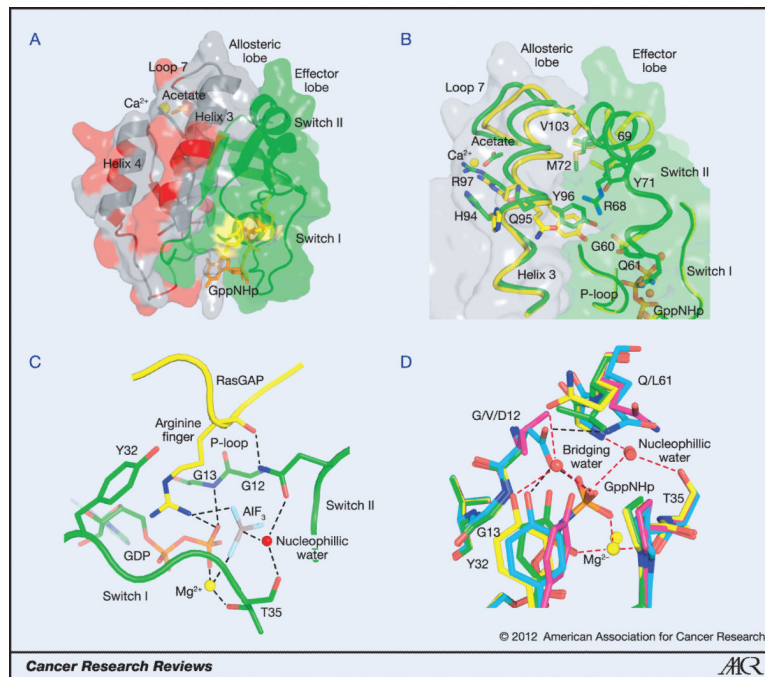 A
Allosteric
lobe
Loop 7
Effector
lobe
Acetate
Ca2+
Helix 3
Switch II
Helix 4
Switch I
GppNHp
B
Allosteric
lobe
Effector
lobe
Loop 7
V103
69
Acetate
Ca2+
M72
Switch II
R97
Y96
Y71
H94
Q95
R68
G60
Q61
Switch I
Helix 3
P-loop
GppNHp
C
RasGAP
Arginine
finger
Y32
P-loop
G13
G12
Switch II
AlF3
GDP
Nucleophillic
water
Switch I
Mg2+
T35
D
Q/L61
G/V/D12
Nucleophillic
water
Bridging
water
GppNHp
T35
G13
Y32
Mg2-
© 2012 American Association for Cancer Research
Cancer Research Reviews
AACR